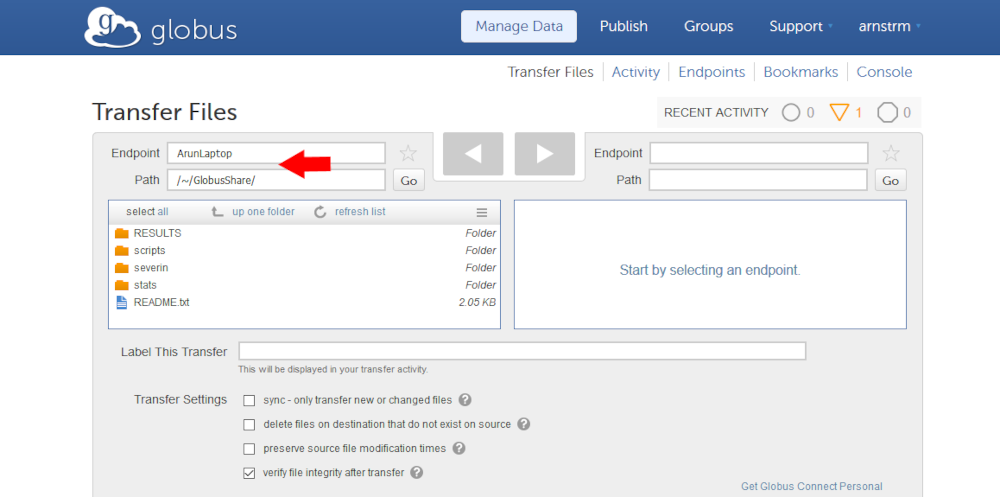 g globus Manage Data Publish Groups Support arnstrm
Transfer Files Activity Endpoints Bookmarks Console
Transfer Files
RECENT ACTIVITY 0 1 0
Endpoint ArunLaptop
Path /~/GlobusShare/ Go
Endpoint
Path Go
select all up one folder refresh list
RESULTS Folder
scripts Folder
severin Folder
stats Folder
README.txt 2.05 KB
Start by selecting an endpoint.
Label This Transfer
This will be displayed in your transfer activity.
Transfer Settings sync - only transfer new or changed files ?
delete files on destination that do not exist on source ?
preserve source file modification times ?
verify file integrity after transfer ?
Get Globus Connect Personal